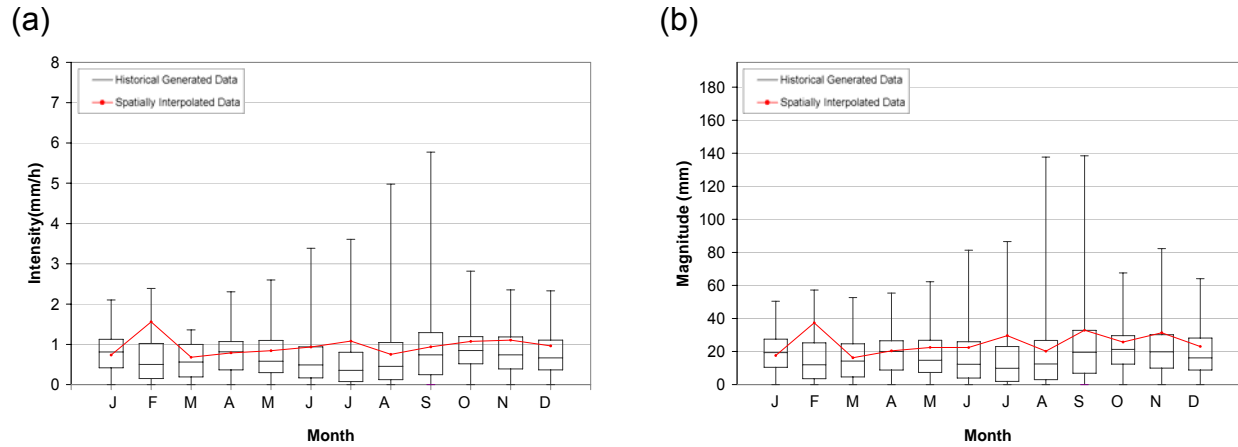 (a)
8
7
6
5
4
3
2
1
0
Intensity(mm/h)
Historical Generated Data
Spatially Interpolated Data
J F M A M J J A S O N D
Month
(b)
180
160
140
120
100
80
60
40
20
0
Magnitude (mm)
Historical Generated Data
Spatially Interpolated Data
J F M A M J J A S O N D
Month